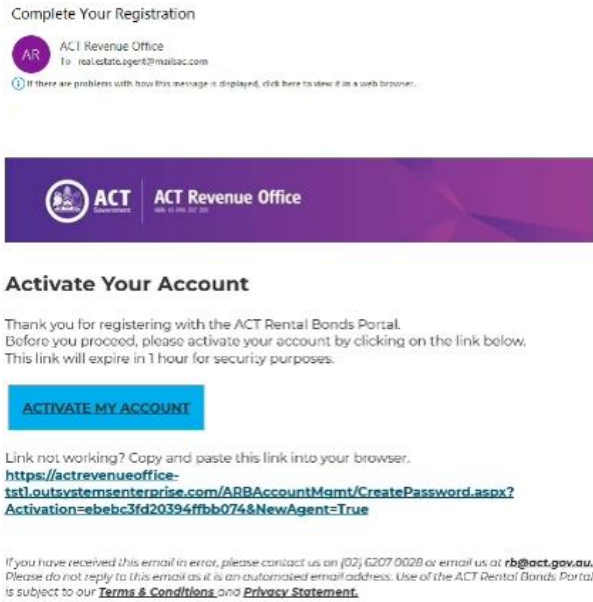 Complete Your Registration
AR
ACT Revenue Office
To real.estate.agent@mailsac.com
If there are problems with how this message is displayed, click here to view it in a web browser.
ACT
Government
ACT Revenue Office
Activate Your Account
Thank you for registering with the ACT Rental Bonds Portal.
Before you proceed, please activate your account by clicking on the link below.
This link will expire in 1 hour for security purposes.
ACTIVATE MY ACCOUNT
Link not working? Copy and paste this link into your browser.
https://actrevenueoffice-
tst1.outsystemsenterprise.com/ARBAccountMgmt/CreatePassword.aspx?
Activation=ebebc3fd20394ffbb074&NewAgent=True
If you have received this email in error, please contact us on (02) 6207 0028 or email us at rb@act.gov.au.
Please do not reply to this email as it is an automated email address. Use of the ACT Rental Bonds Portal
is subject to our Terms & Conditions and Privacy Statement.